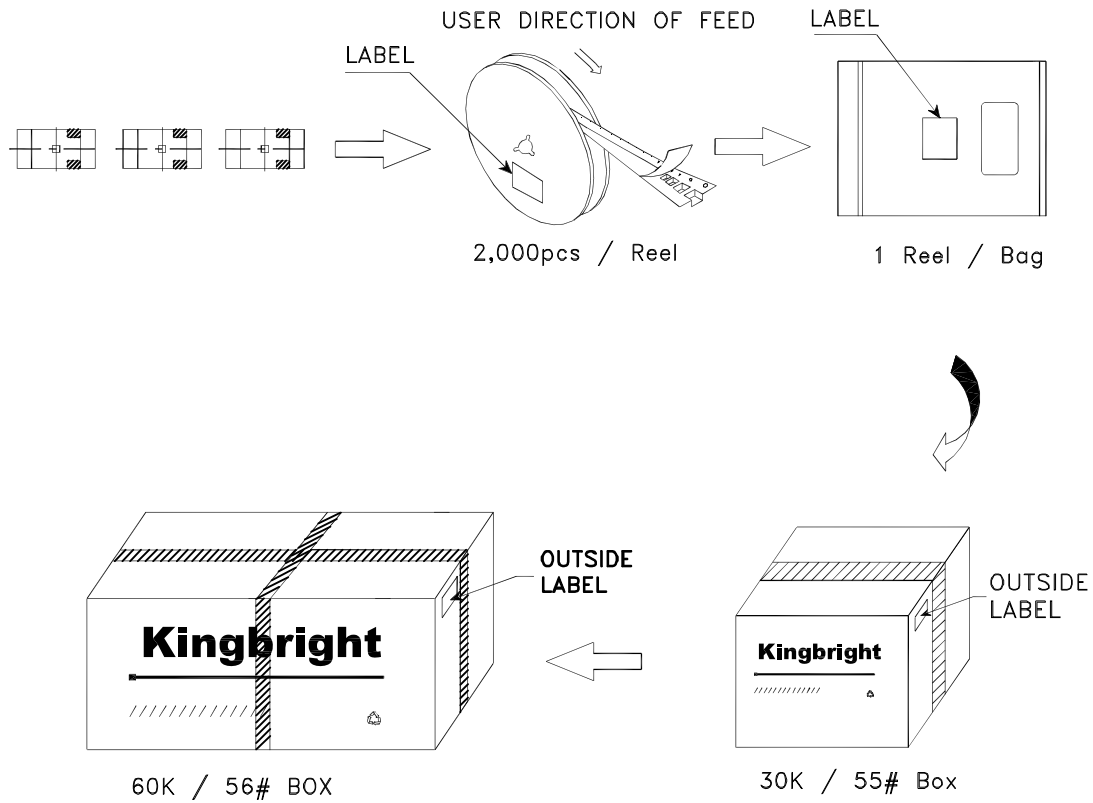 USER DIRECTION OF FEED
LABEL
LABEL
2,000pcs / Reel
1 Reel / Bag
OUTSIDE
LABEL
OUTSIDE
LABEL
Kingbright
Kingbright
60K / 56# BOX
30K / 55# Box